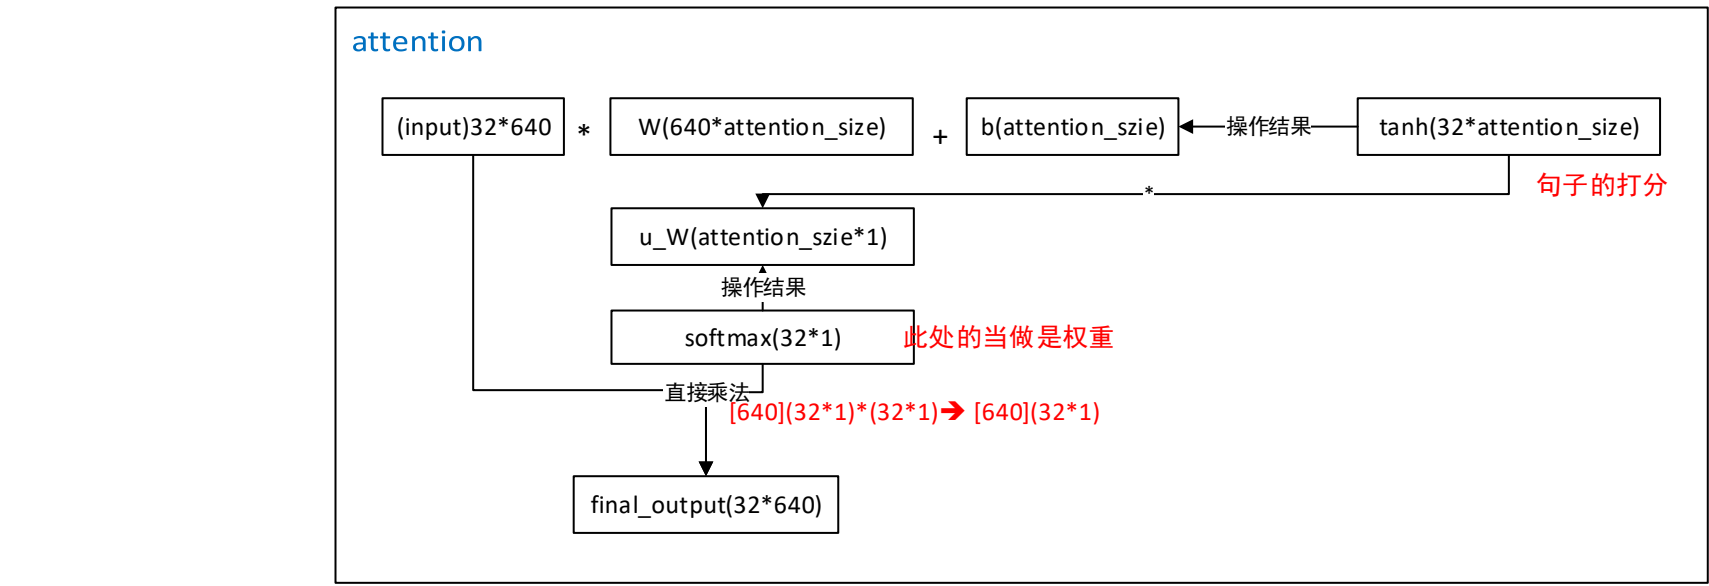 attention
(input)32*640
*
W(640*attention_size)
+
b(attention_szie)
操作结果
tanh(32*attention_size)
句子的打分
*
u_W(attention_szie*1)
操作结果
softmax(32*1)
此处的当做是权重
直接乘法
[640](32*1)*(32*1)➔ [640](32*1)
final_output(32*640)